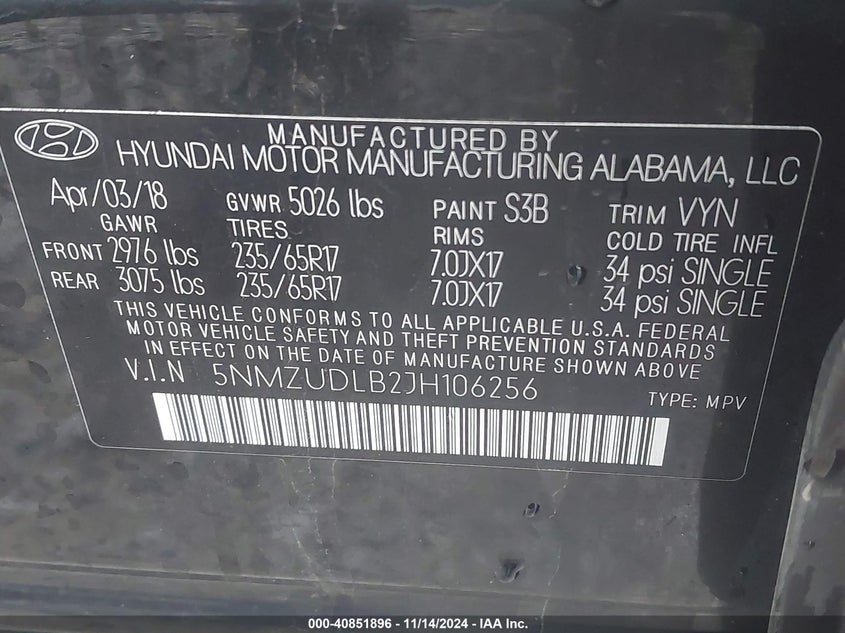 MANUFACTURED BY
HYUNDAI MOTOR MANUFACTURING ALABAMA, LLC
Apr/03/18 GVWR 5026 lbs PAINT S3B TRIM VYN
GAWR TIRES RIMS COLD TIRE INFL
FRONT 2976 lbs 235/65R17 7.0JX17 34 psi SINGLE
REAR 3075 lbs 235/65R17 7.0JX17 34 psi SINGLE
THIS VEHICLE CONFORMS TO ALL APPLICABLE U.S.A. FEDERAL
MOTOR VEHICLE SAFETY AND THEFT PREVENTION STANDARDS
IN EFFECT ON THE DATE OF MANUFACTURE SHOWN ABOVE
V.I.N 5NMZUDLB2JH106256 TYPE: MPV
000-40851896 - 11/14/2024 - IAA Inc.